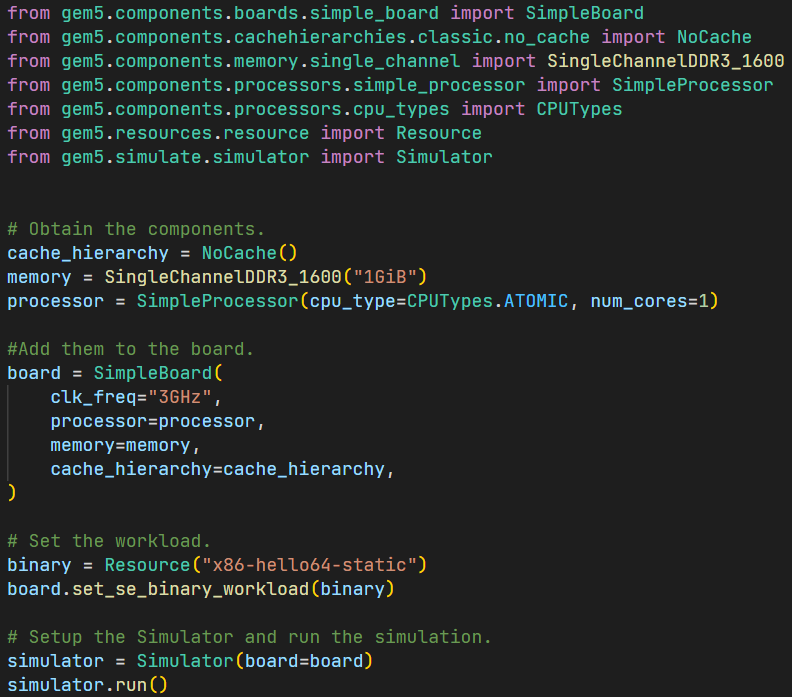 from gem5.components.boards.simple_board import SimpleBoard
from gem5.components.cachehierarchies.classic.no_cache import NoCache
from gem5.components.memory.single_channel import SingleChannelDDR3_1600
from gem5.components.processors.simple_processor import SimpleProcessor
from gem5.components.processors.cpu_types import CPUTypes
from gem5.resources.resource import Resource
from gem5.simulate.simulator import Simulator
# Obtain the components.
cache_hierarchy = NoCache()
memory = SingleChannelDDR3_1600("1GiB")
processor = SimpleProcessor(cpu_type=CPUTypes.ATOMIC, num_cores=1)
#Add them to the board.
board = SimpleBoard(
    clk_freq="3GHz",
    processor=processor,
    memory=memory,
    cache_hierarchy=cache_hierarchy,
)
# Set the workload.
binary = Resource("x86-hello64-static")
board.set_se_binary_workload(binary)
# Setup the Simulator and run the simulation.
simulator = Simulator(board=board)
simulator.run()